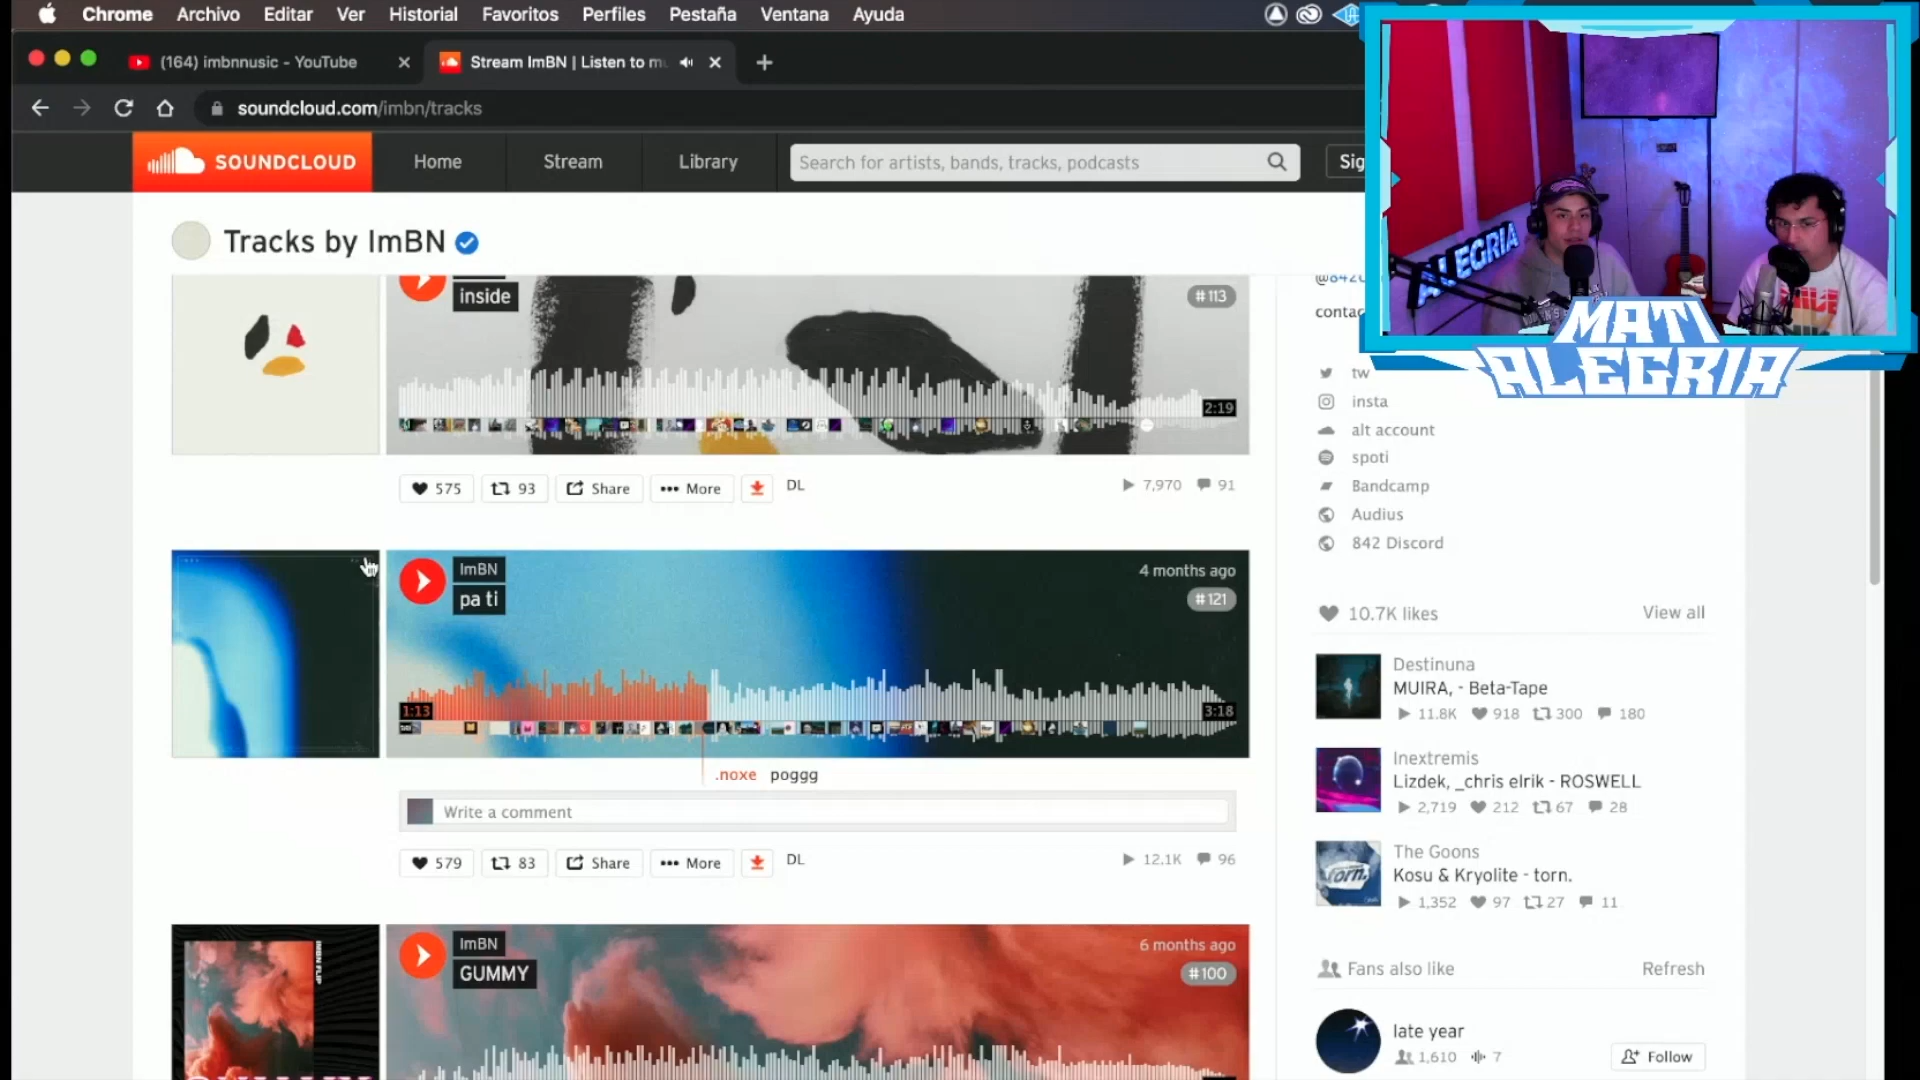 Chrome Archivo Editar Ver Historial Favoritos Perfiles Pestaña Ventana Ayuda
(164) imbnnusic - YouTube
Stream ImBN | Listen to mu
soundcloud.com/imbn/tracks
SOUNDCLOUD
Home
Stream
Library
Search for artists, bands, tracks, podcasts
Sig
Tracks by ImBN
inside
#113
2:19
575
93
Share
••• More
DL
7,970
91
ImBN
pa ti
4 months ago
#121
1:13
3:18
.noxe poggg
Write a comment
579
83
Share
••• More
DL
12.1K
96
ImBN
GUMMY
6 months ago
#100
contac
tw
insta
alt account
spoti
Bandcamp
Audius
842 Discord
10.7K likes
View all
Destinuna
MUIRA, - Beta-Tape
11.8K 918 300 180
Inextremis
Lizdek, _chris elrik - ROSWELL
2,719 212 67 28
The Goons
Kosu & Kryolite - torn.
1,352 97 27 11
torn.
Fans also like
Refresh
late year
1,610 7
Follow
ALEGRIA
MATI
ALEGRIA